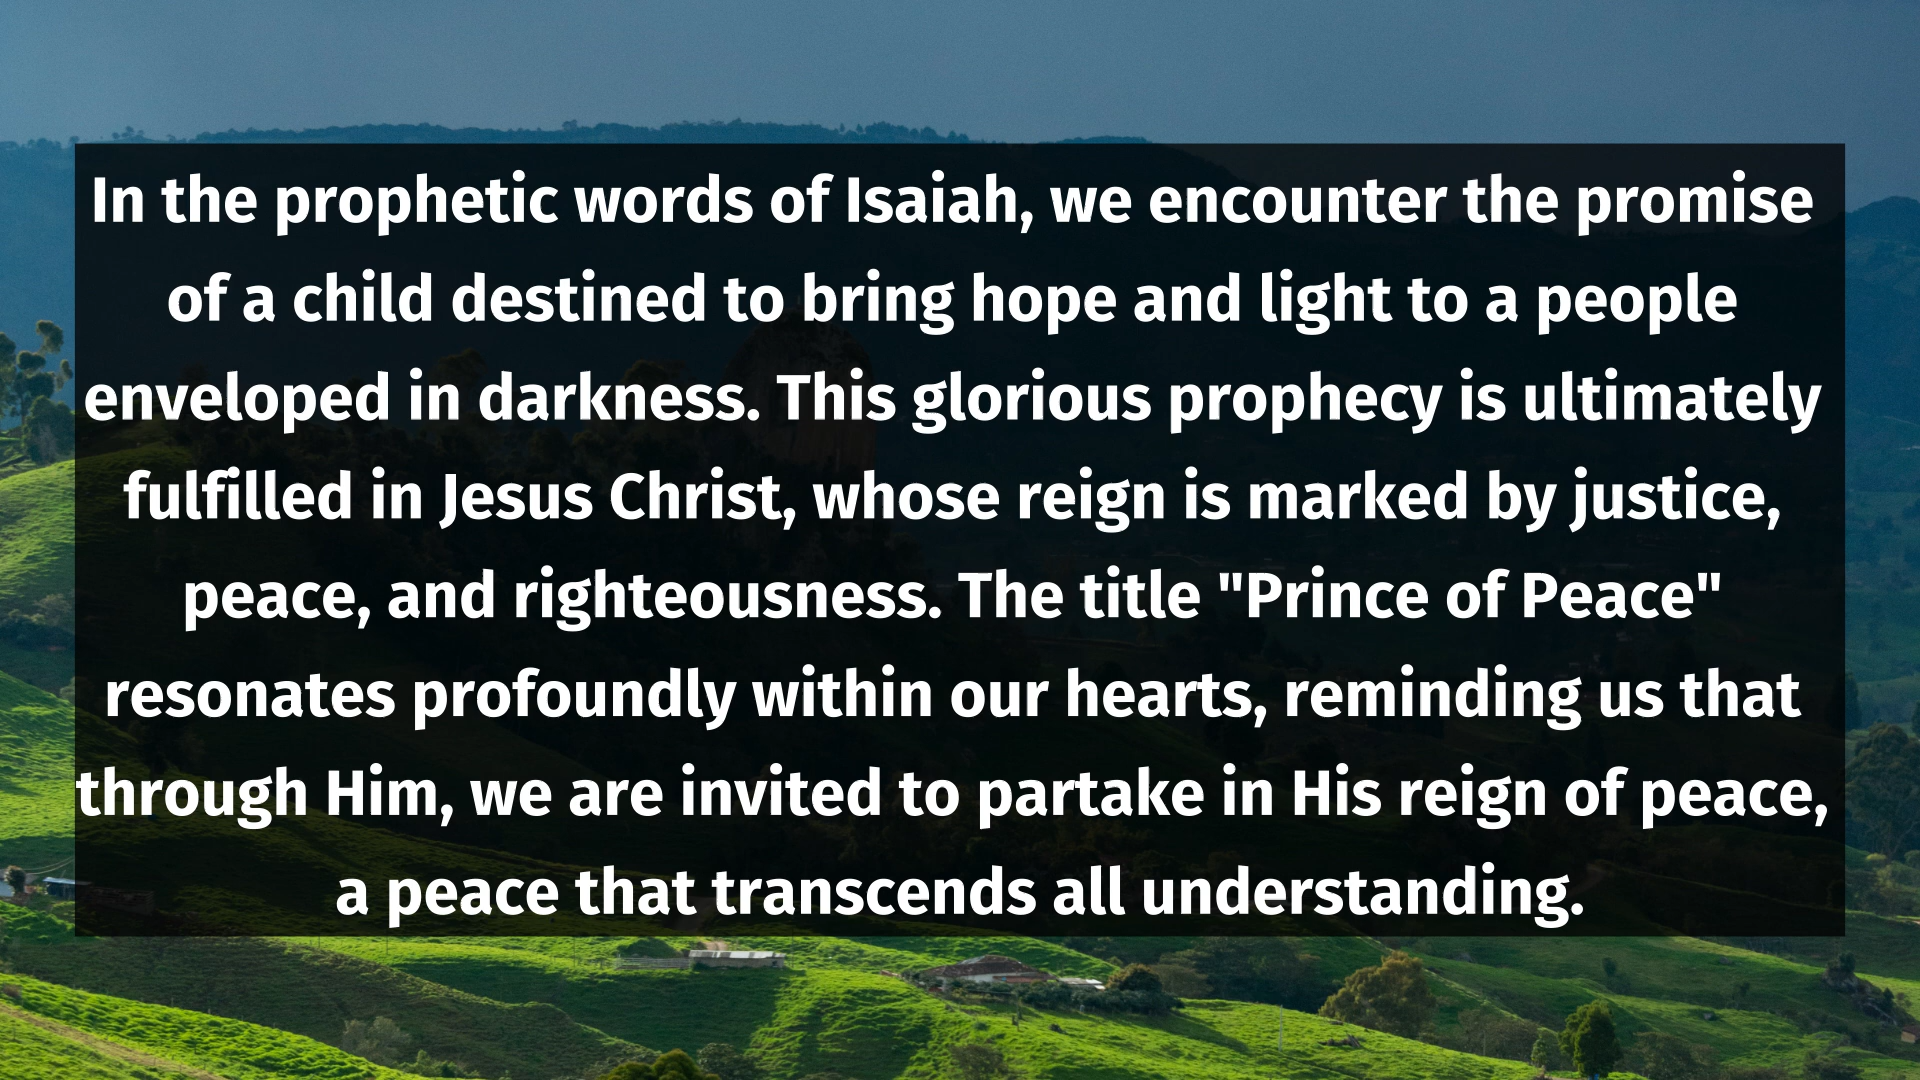 In the prophetic words of Isaiah, we encounter the promise
of a child destined to bring hope and light to a people
enveloped in darkness. This glorious prophecy is ultimately
fulfilled in Jesus Christ, whose reign is marked by justice,
peace, and righteousness. The title "Prince of Peace"
resonates profoundly within our hearts, reminding us that
through Him, we are invited to partake in His reign of peace,
a peace that transcends all understanding.